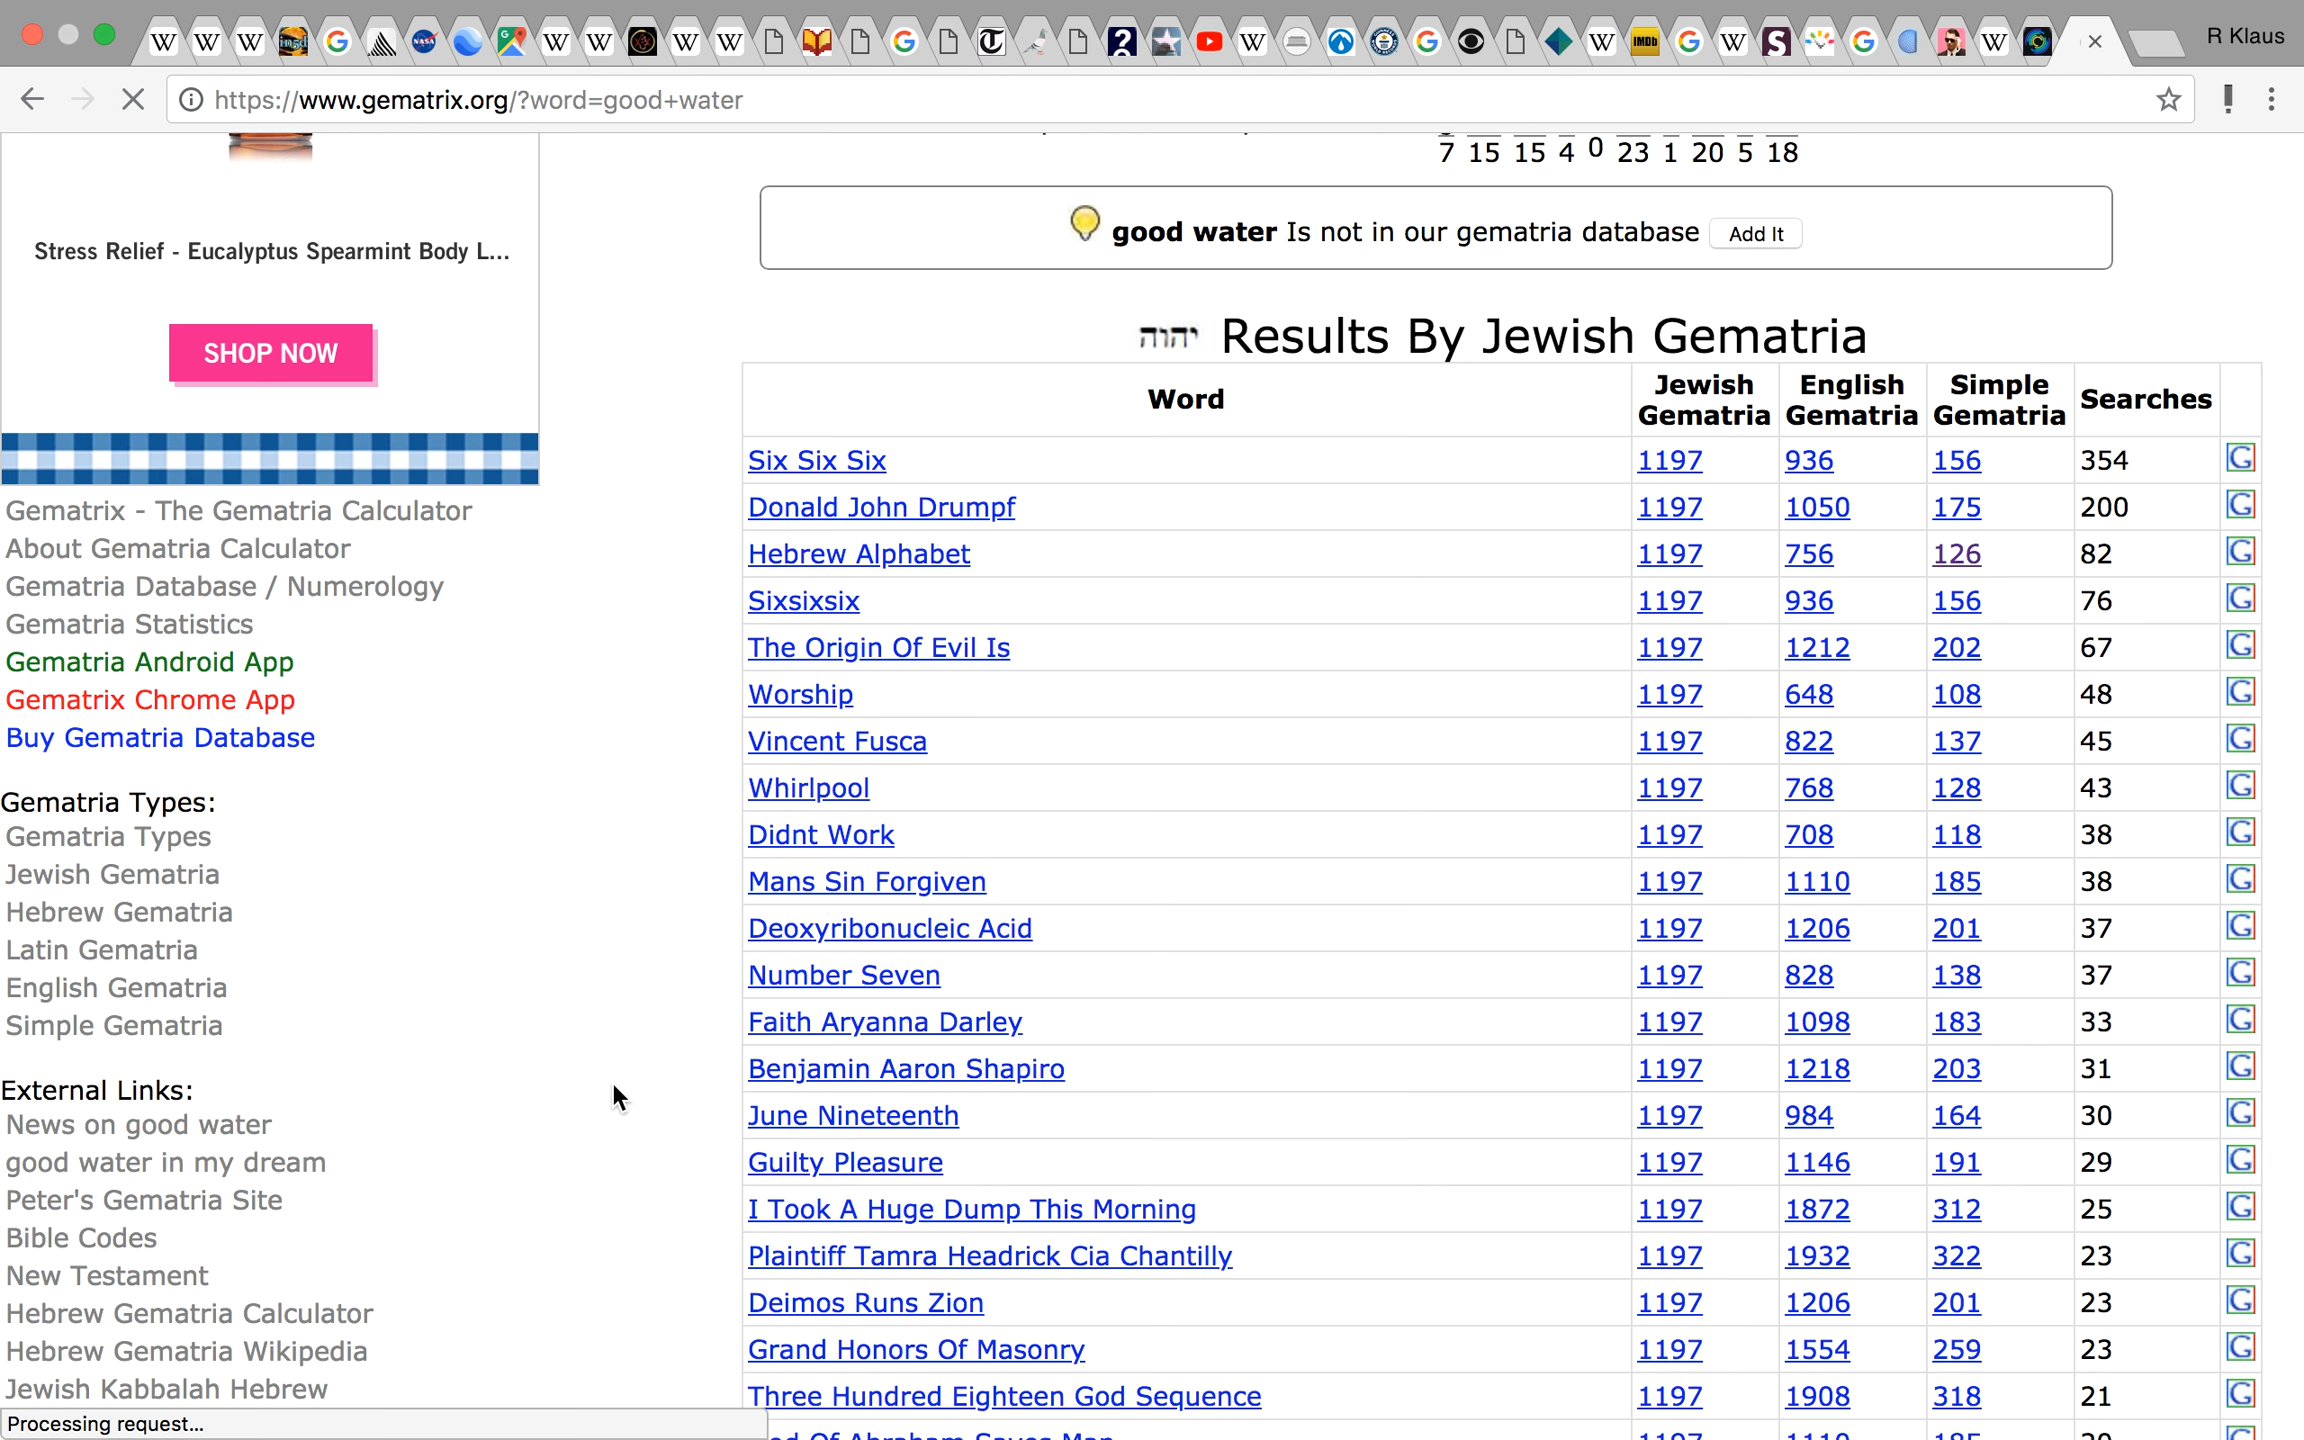 R Klaus
https://www.gematrix.org/?word=good+water
7 15 15 4 0 23 1 20 5 18
good water Is not in our gematria database Add It
Stress Relief - Eucalyptus Spearmint Body L...
SHOP NOW
Gematrix - The Gematria Calculator
About Gematria Calculator
Gematria Database / Numerology
Gematria Statistics
Gematria Android App
Gematrix Chrome App
Buy Gematria Database
Gematria Types:
Gematria Types
Jewish Gematria
Hebrew Gematria
Latin Gematria
English Gematria
Simple Gematria
External Links:
News on good water
good water in my dream
Peter's Gematria Site
Bible Codes
New Testament
Hebrew Gematria Calculator
Hebrew Gematria Wikipedia
Jewish Kabbalah Hebrew
Processing request...
יהוה Results By Jewish Gematria
Word Jewish Gematria English Gematria Simple Gematria Searches
Six Six Six 1197 936 156 354
Donald John Drumpf 1197 1050 175 200
Hebrew Alphabet 1197 756 126 82
Sixsixsix 1197 936 156 76
The Origin Of Evil Is 1197 1212 202 67
Worship 1197 648 108 48
Vincent Fusca 1197 822 137 45
Whirlpool 1197 768 128 43
Didnt Work 1197 708 118 38
Mans Sin Forgiven 1197 1110 185 38
Deoxyribonucleic Acid 1197 1206 201 37
Number Seven 1197 828 138 37
Faith Aryanna Darley 1197 1098 183 33
Benjamin Aaron Shapiro 1197 1218 203 31
June Nineteenth 1197 984 164 30
Guilty Pleasure 1197 1146 191 29
I Took A Huge Dump This Morning 1197 1872 312 25
Plaintiff Tamra Headrick Cia Chantilly 1197 1932 322 23
Deimos Runs Zion 1197 1206 201 23
Grand Honors Of Masonry 1197 1554 259 23
Three Hundred Eighteen God Sequence 1197 1908 318 21
Of Abraham Saves Man 1197 1110 185 20